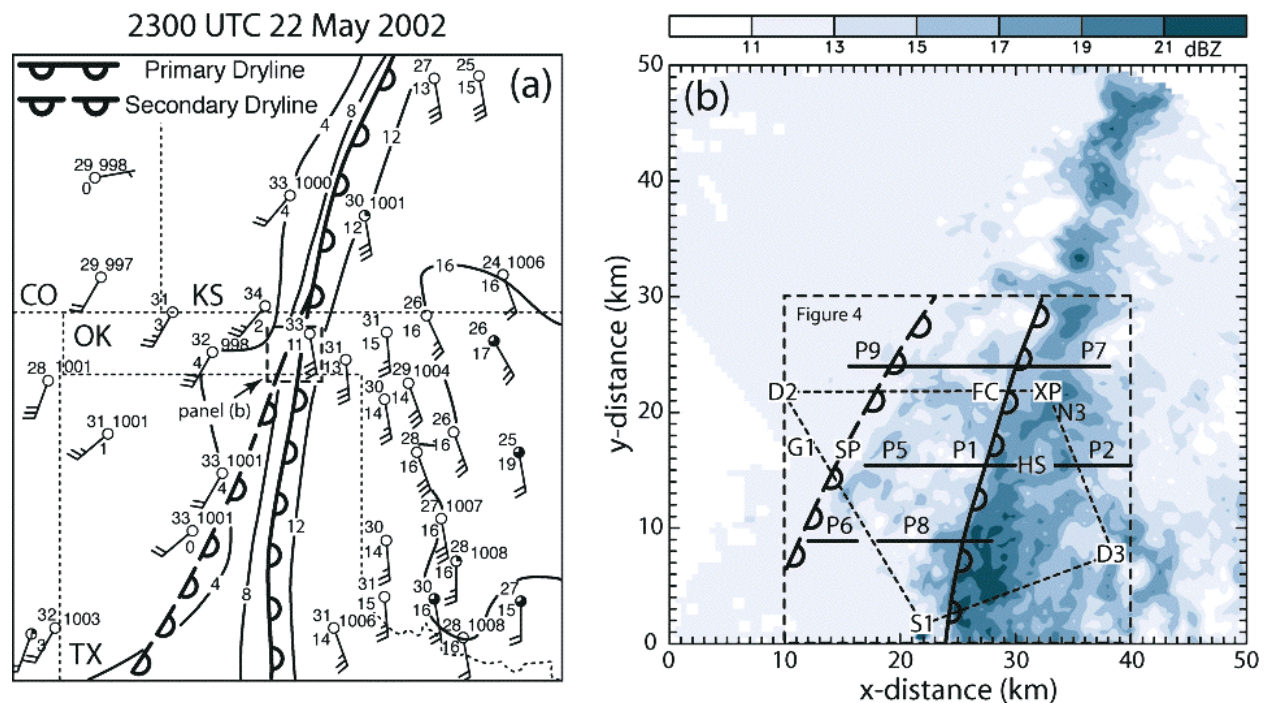 2300 UTC 22 May 2002
Primary Dryline
Secondary Dryline
(a)
27
13
25
15
4
8
12
29 998
0
33 1000
4
30 1001
12
29 997
CO
KS
31
3
34
2
16
24 1006
16
26
16
OK
32 998
4
33
11
31
13
31
15
26
17
28 1001
panel (b)
29 1004
14
30
14
31 1001
1
28
16
16
26
25
19
33 1001
4
33 1001
0
12
27 1007
16
30
14
28 1008
16
4
8
31
15
30
16
27
15
32 1003
3
31 1006
14
28 1008
16
TX
11 13 15 17 19 21 dBZ
(b)
50
40
30
20
10
0
y-distance (km)
Figure 4
P9
P7
D2
FC
XP
N3
G1
SP
P5
P1
HS
P2
P6
P8
D3
S1
0 10 20 30 40 50
x-distance (km)